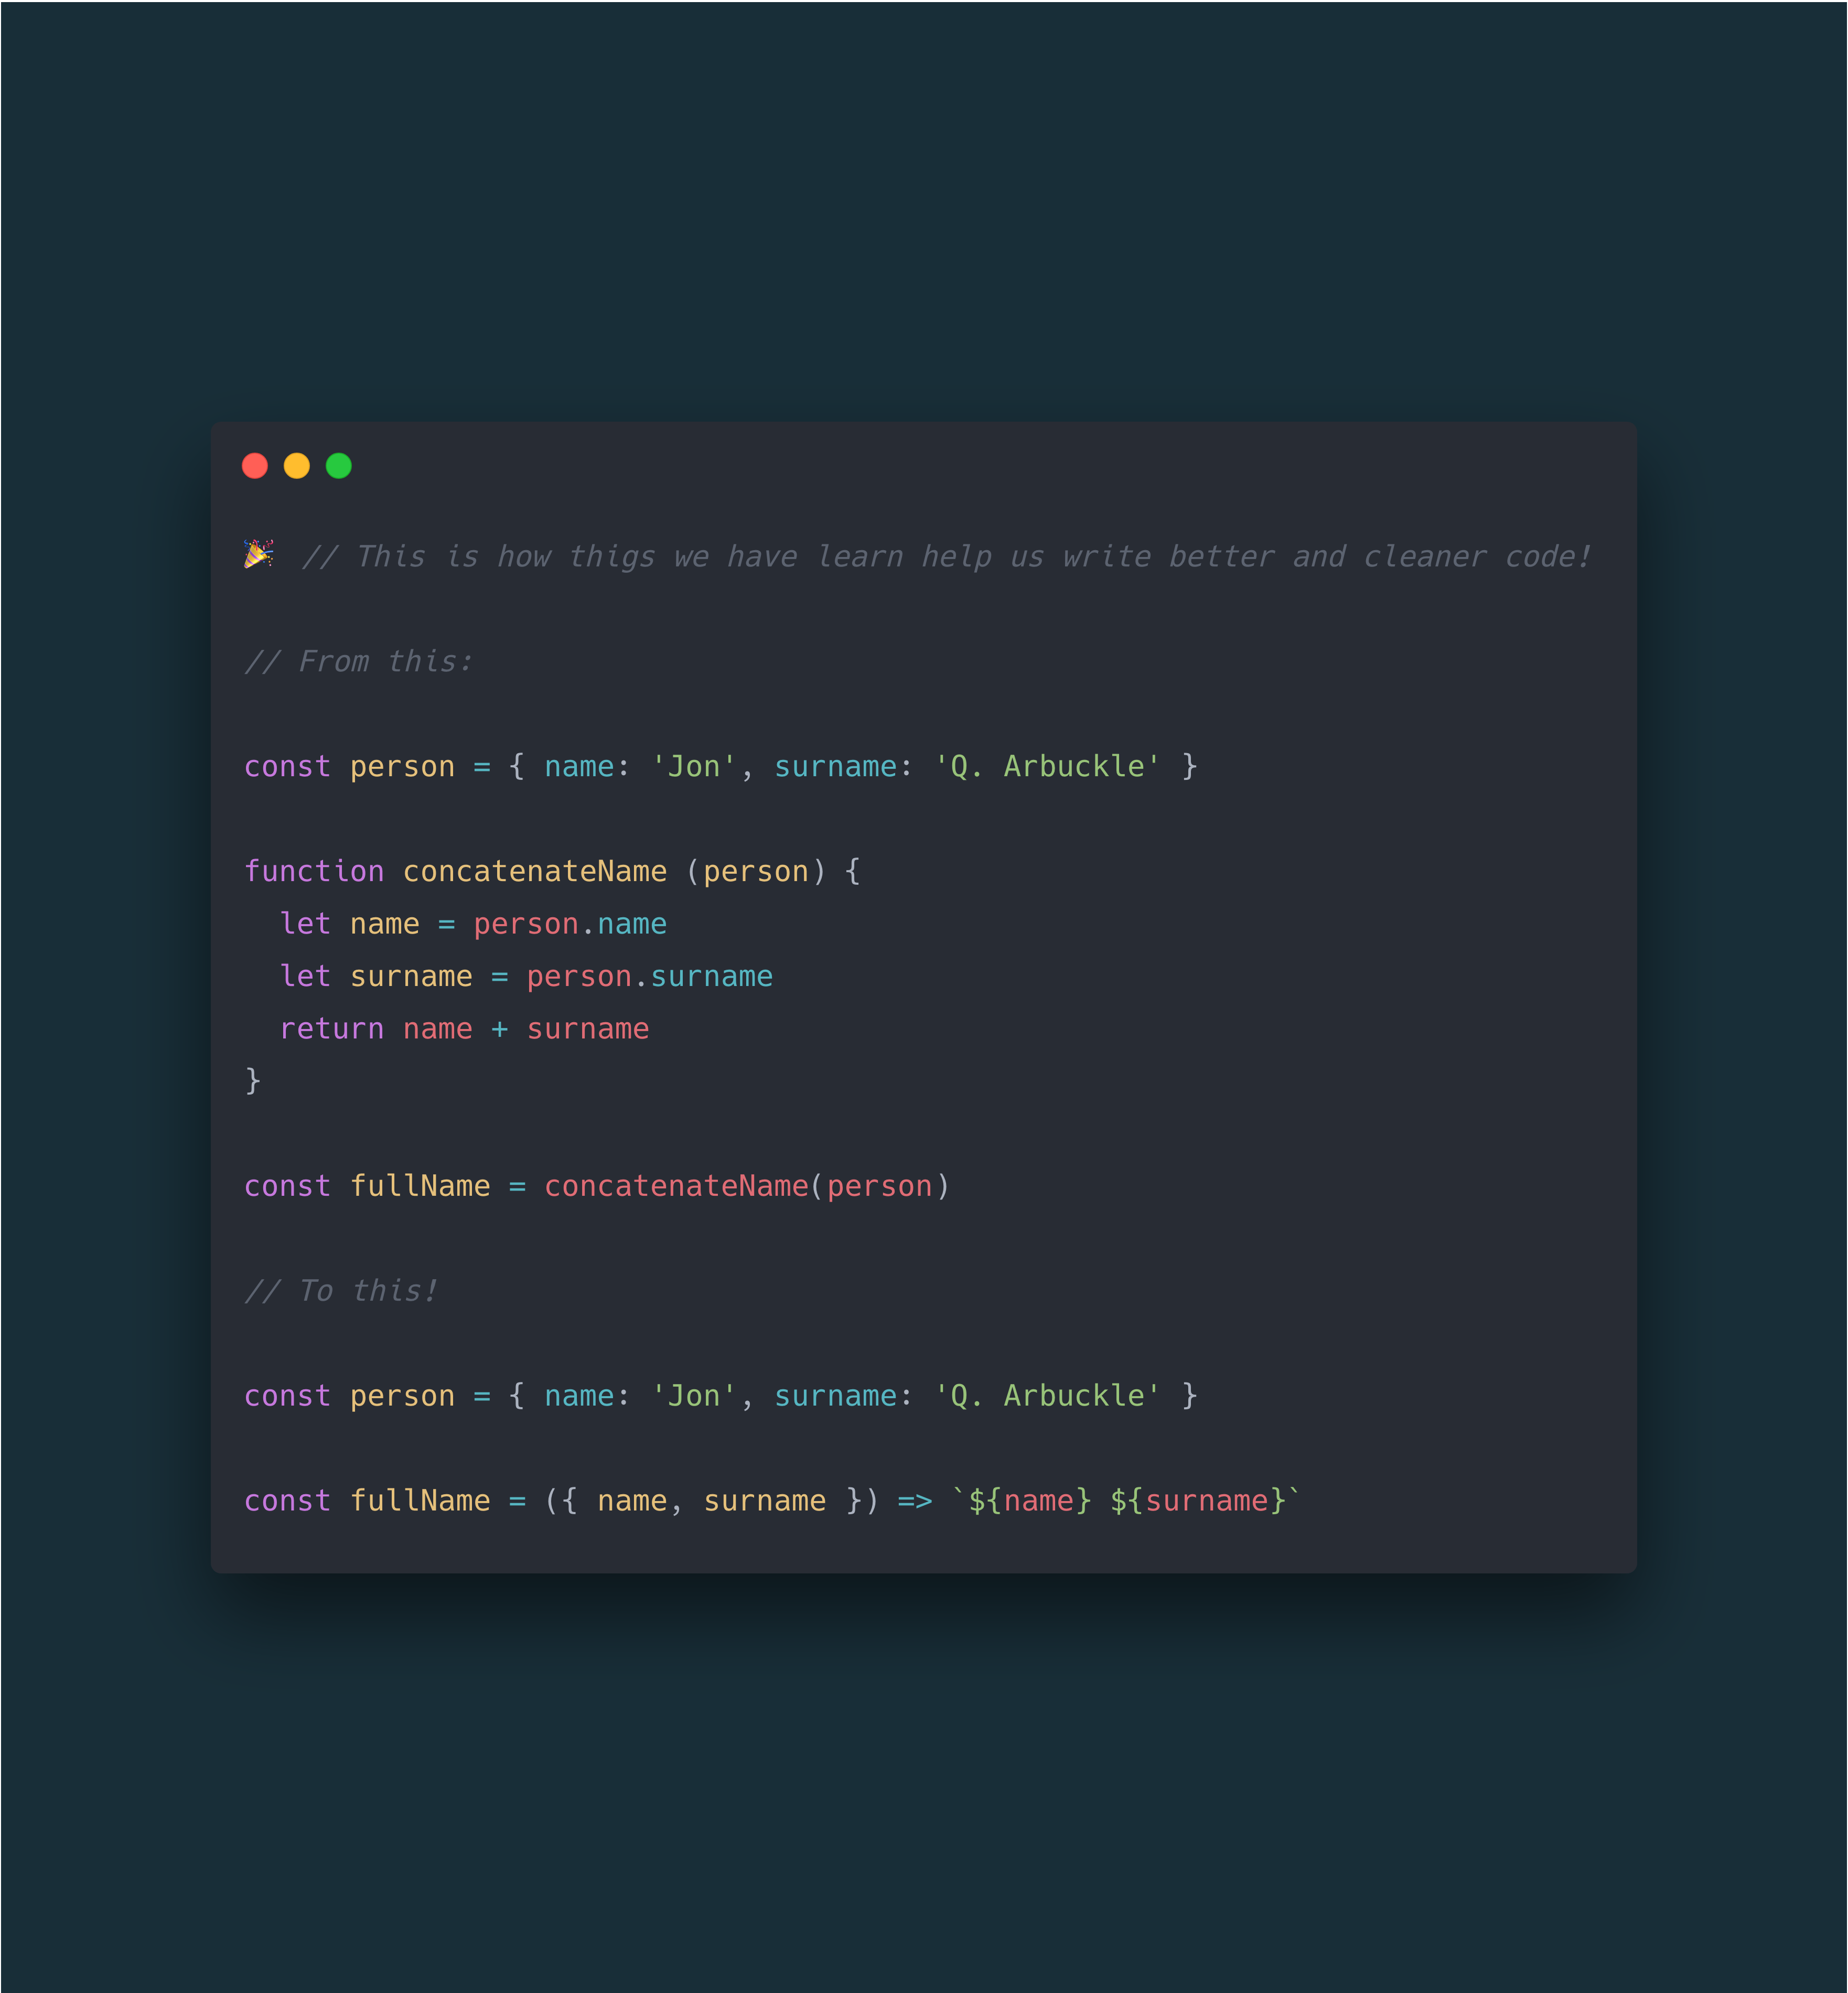 🎉 // This is how thigs we have learn help us write better and cleaner code!
// From this:
const person = { name: 'Jon', surname: 'Q. Arbuckle' }
function concatenateName (person) {
  let name = person.name
  let surname = person.surname
  return name + surname
}
const fullName = concatenateName(person)
// To this!
const person = { name: 'Jon', surname: 'Q. Arbuckle' }
const fullName = ({ name, surname }) => `${name} ${surname}`